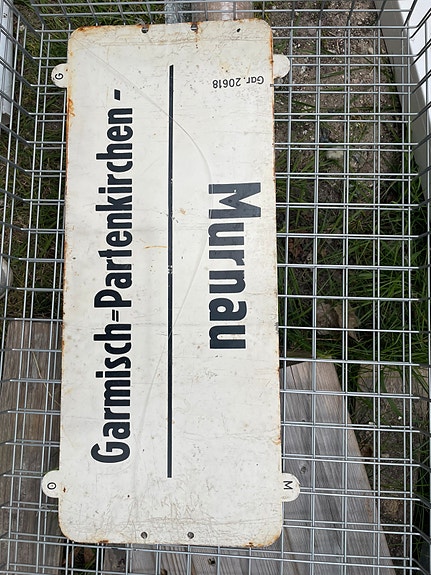 Garmisch=Partenkirchen -
Murnau
Gar. 20618
G
O
M